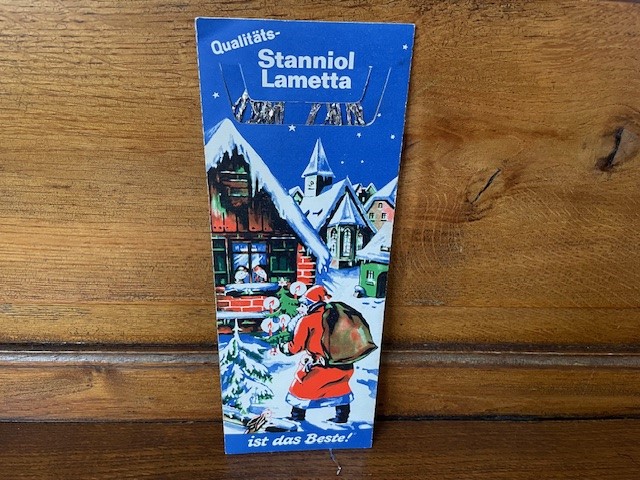 Qualitäts-
Stanniol
Lametta
ist das Beste!